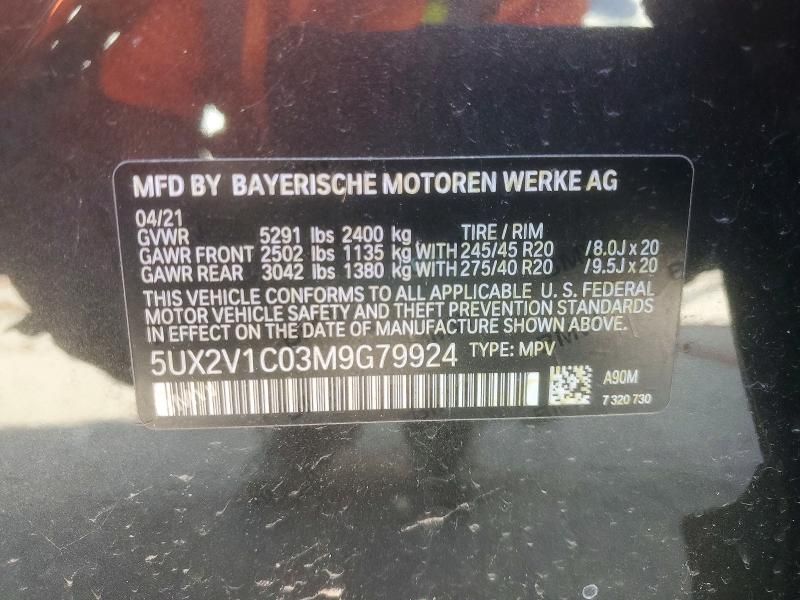 MFD BY BAYERISCHE MOTOREN WERKE AG
04/21
GVWR 5291 lbs 2400 kg TIRE / RIM
GAWR FRONT 2502 lbs 1135 kg WITH 245/45 R20 /8.0J x 20
GAWR REAR 3042 lbs 1380 kg WITH 275/40 R20 /9.5J x 20
THIS VEHICLE CONFORMS TO ALL APPLICABLE U. S. FEDERAL
MOTOR VEHICLE SAFETY AND THEFT PREVENTION STANDARDS
IN EFFECT ON THE DATE OF MANUFACTURE SHOWN ABOVE.
5UX2V1C03M9G79924 TYPE: MPV
A90M
7 320 730